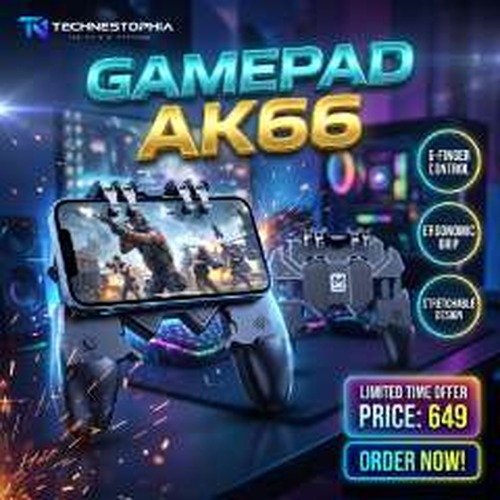 TECHNESTOPHIA
GAMEPAD
AK66
6-FINGER
CONTROL
ERGONOMIC
GRIP
STRETCHABLE
DESIGN
LIMITED TIME OFFER
PRICE: 649
ORDER NOW!